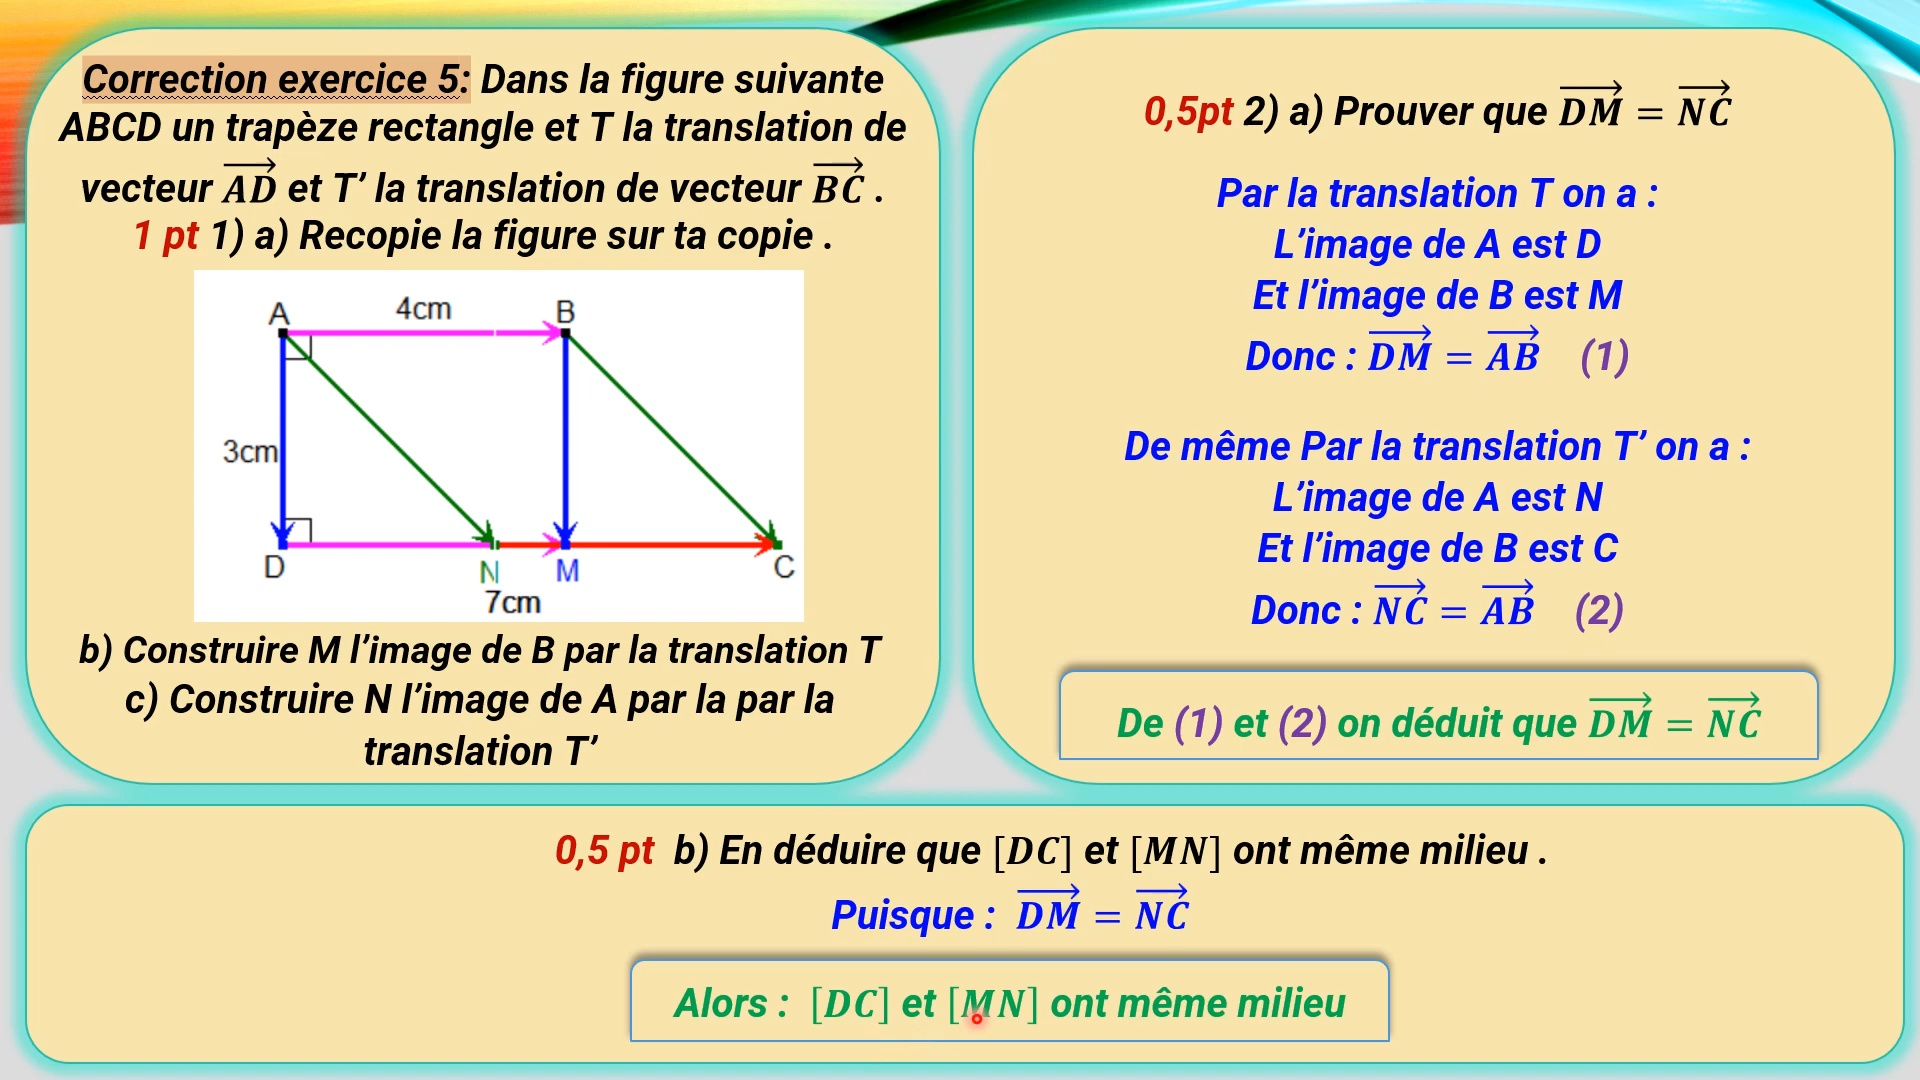 Correction exercice 5: Dans la figure suivante
ABCD un trapèze rectangle et T la translation de
vecteur \overrightarrow{AD} et T’ la translation de vecteur \overrightarrow{BC} .
1 pt 1) a) Recopie la figure sur ta copie .
A 4cm B
3cm
D N M C
7cm
b) Construire M l’image de B par la translation T
c) Construire N l’image de A par la par la
translation T’
0,5pt 2) a) Prouver que \overrightarrow{DM} = \overrightarrow{NC}
Par la translation T on a :
L’image de A est D
Et l’image de B est M
Donc : \overrightarrow{DM} = \overrightarrow{AB} (1)
De même Par la translation T’ on a :
L’image de A est N
Et l’image de B est C
Donc : \overrightarrow{NC} = \overrightarrow{AB} (2)
De (1) et (2) on déduit que \overrightarrow{DM} = \overrightarrow{NC}
0,5 pt b) En déduire que [DC] et [MN] ont même milieu .
Puisque : \overrightarrow{DM} = \overrightarrow{NC}
Alors : [DC] et [MN] ont même milieu